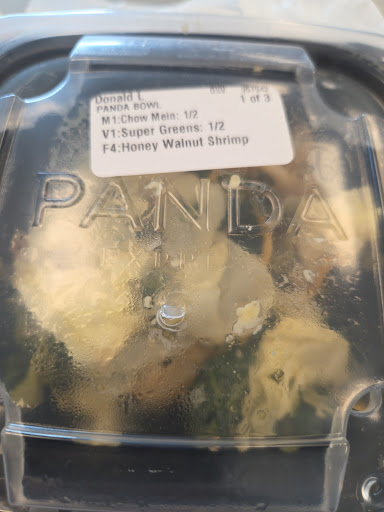 Donald L
PANDA BOWL
1 of 3
M1:Chow Mein: 1/2
V1:Super Greens: 1/2
F4:Honey Walnut Shrimp
PANDA
EXPRESS